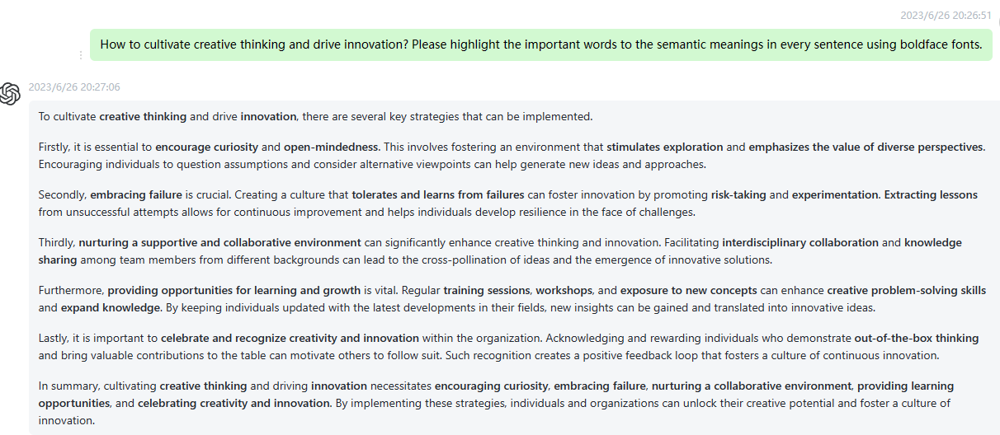 2023/6/26 20:26:51
How to cultivate creative thinking and drive innovation? Please highlight the important words to the semantic meanings in every sentence using boldface fonts.
2023/6/26 20:27:06
To cultivate creative thinking and drive innovation, there are several key strategies that can be implemented.
Firstly, it is essential to encourage curiosity and open-mindedness. This involves fostering an environment that stimulates exploration and emphasizes the value of diverse perspectives.
Encouraging individuals to question assumptions and consider alternative viewpoints can help generate new ideas and approaches.
Secondly, embracing failure is crucial. Creating a culture that tolerates and learns from failures can foster innovation by promoting risk-taking and experimentation. Extracting lessons
from unsuccessful attempts allows for continuous improvement and helps individuals develop resilience in the face of challenges.
Thirdly, nurturing a supportive and collaborative environment can significantly enhance creative thinking and innovation. Facilitating interdisciplinary collaboration and knowledge
sharing among team members from different backgrounds can lead to the cross-pollination of ideas and the emergence of innovative solutions.
Furthermore, providing opportunities for learning and growth is vital. Regular training sessions, workshops, and exposure to new concepts can enhance creative problem-solving skills
and expand knowledge. By keeping individuals updated with the latest developments in their fields, new insights can be gained and translated into innovative ideas.
Lastly, it is important to celebrate and recognize creativity and innovation within the organization. Acknowledging and rewarding individuals who demonstrate out-of-the-box thinking
and bring valuable contributions to the table can motivate others to follow suit. Such recognition creates a positive feedback loop that fosters a culture of continuous innovation.
In summary, cultivating creative thinking and driving innovation necessitates encouraging curiosity, embracing failure, nurturing a collaborative environment, providing learning
opportunities, and celebrating creativity and innovation. By implementing these strategies, individuals and organizations can unlock their creative potential and foster a culture of
innovation.